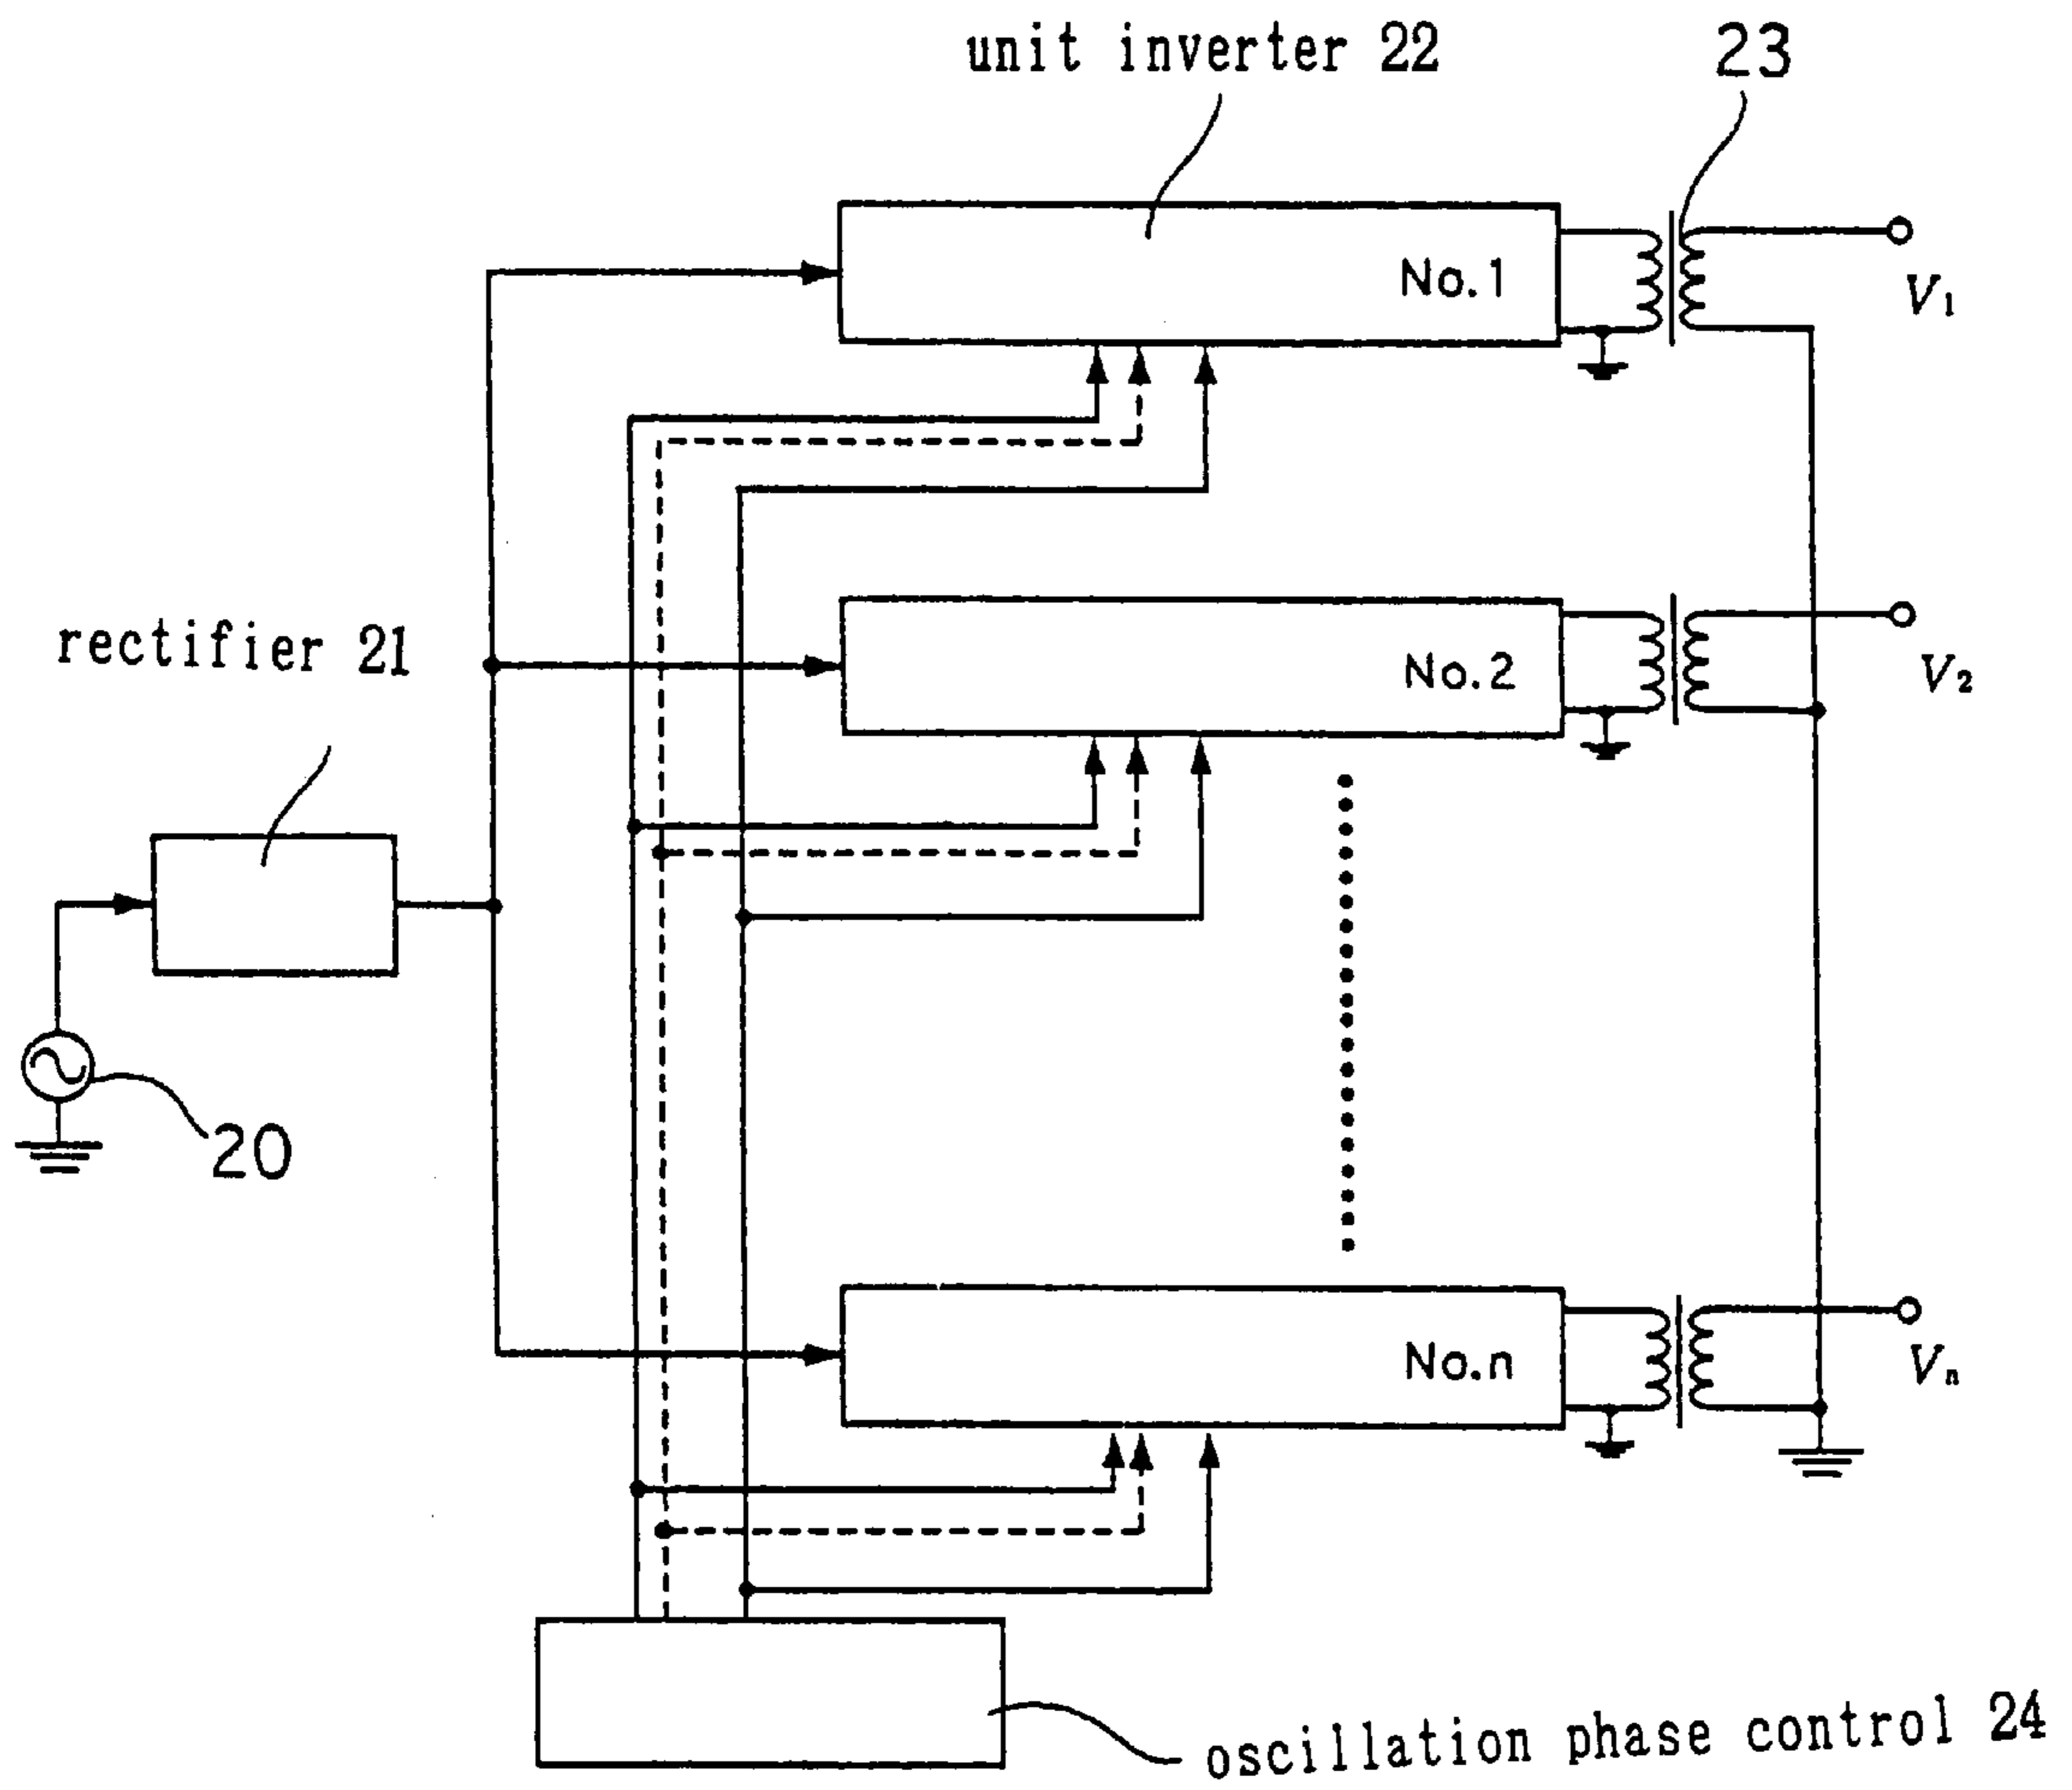 unit inverter 22
23
No.1
V1
rectifier 21
No.2
V2
20
No.n
Vn
oscillation phase control 24